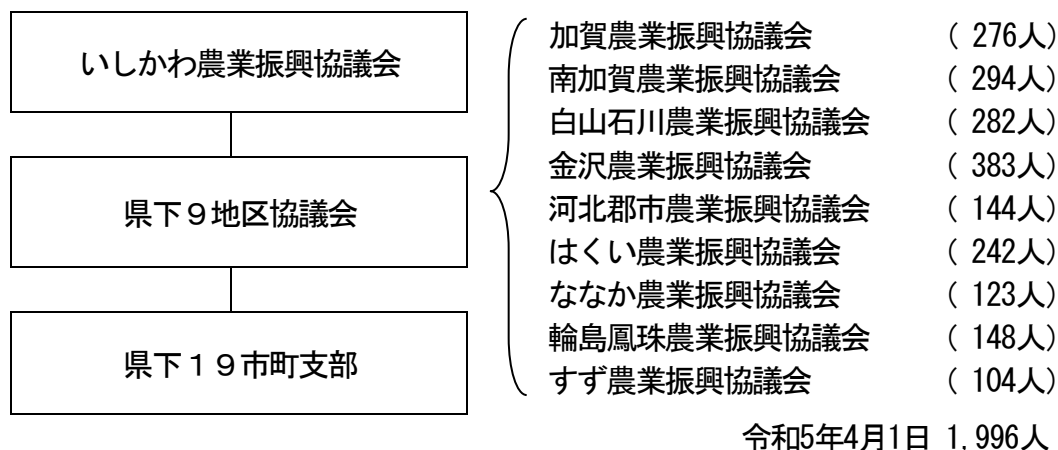 いしかわ農業振興協議会
県下９地区協議会
県下１９市町支部
加賀農業振興協議会 （ 276人）
南加賀農業振興協議会 （ 294人）
白山石川農業振興協議会 （ 282人）
金沢農業振興協議会 （ 383人）
河北郡市農業振興協議会 （ 144人）
はくい農業振興協議会 （ 242人）
ななか農業振興協議会 （ 123人）
輪島鳳珠農業振興協議会 （ 148人）
すず農業振興協議会 （ 104人）
令和5年4月1日 1,996人